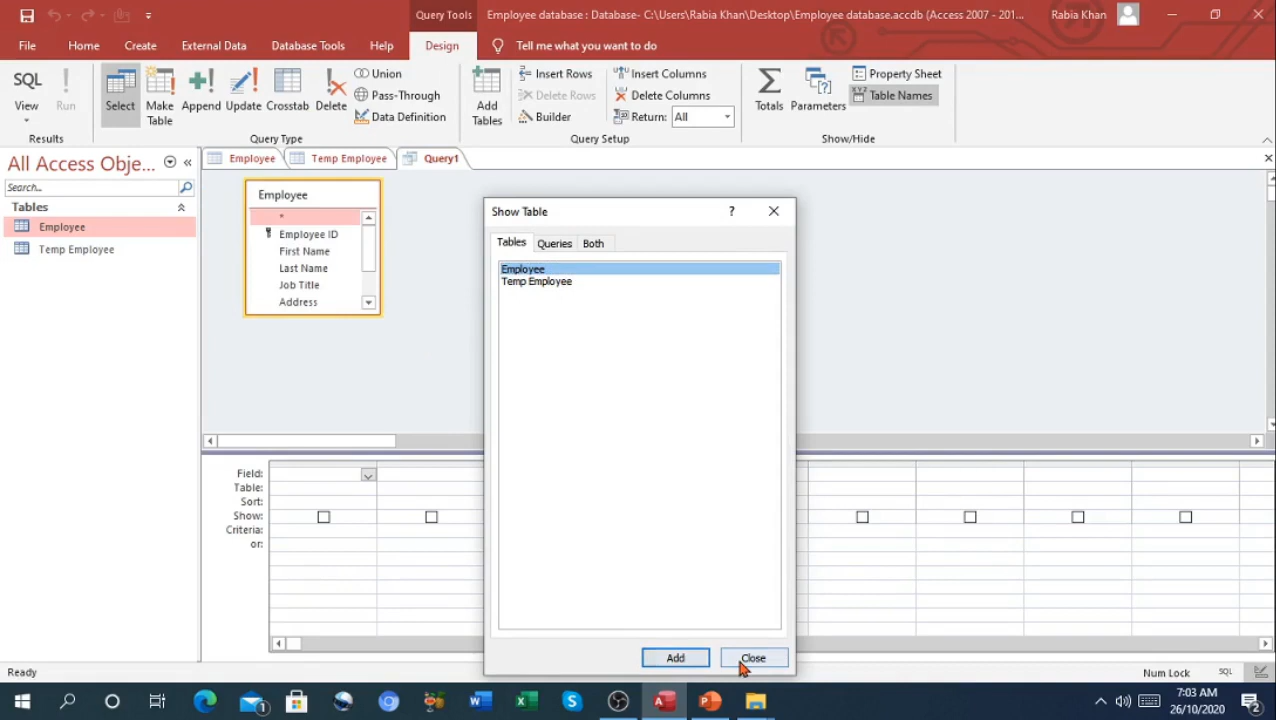 Query Tools
Employee database : Database- C:\Users\Rabia Khan\Desktop\Employee database.accdb (Access 2007 - 201...
Rabia Khan
File
Home
Create
External Data
Database Tools
Help
Design
Tell me what you want to do
SQL
View
Run
Results
Select
Make
Table
Append
Update
Crosstab
Delete
Union
Pass-Through
Data Definition
Query Type
Add
Tables
Insert Rows
Delete Rows
Builder
Insert Columns
Delete Columns
Return: All
Query Setup
Totals
Parameters
Property Sheet
XYZ Table Names
Show/Hide
All Access Obje...
Search...
Tables
Employee
Temp Employee
Employee
Temp Employee
Query1
Employee
*
Employee ID
First Name
Last Name
Job Title
Address
Show Table
?
Tables
Queries
Both
Employee
Temp Employee
Add
Close
Field:
Table:
Sort:
Show:
Criteria:
or:
Ready
Num Lock
SQL
7:03 AM
26/10/2020